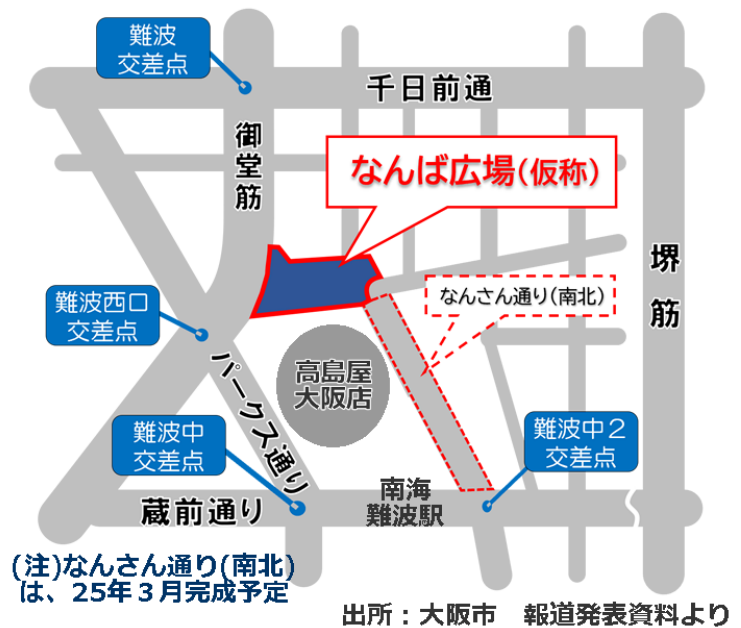 難波
交差点
千日前通
御堂筋
なんば広場(仮称)
堺筋
なんさん通り(南北)
難波西口
交差点
パークス通り
高島屋
大阪店
難波中
交差点
難波中2
交差点
南海
難波駅
蔵前通り
(注)なんさん通り(南北)
は、25年3月完成予定
出所:大阪市 報道発表資料より